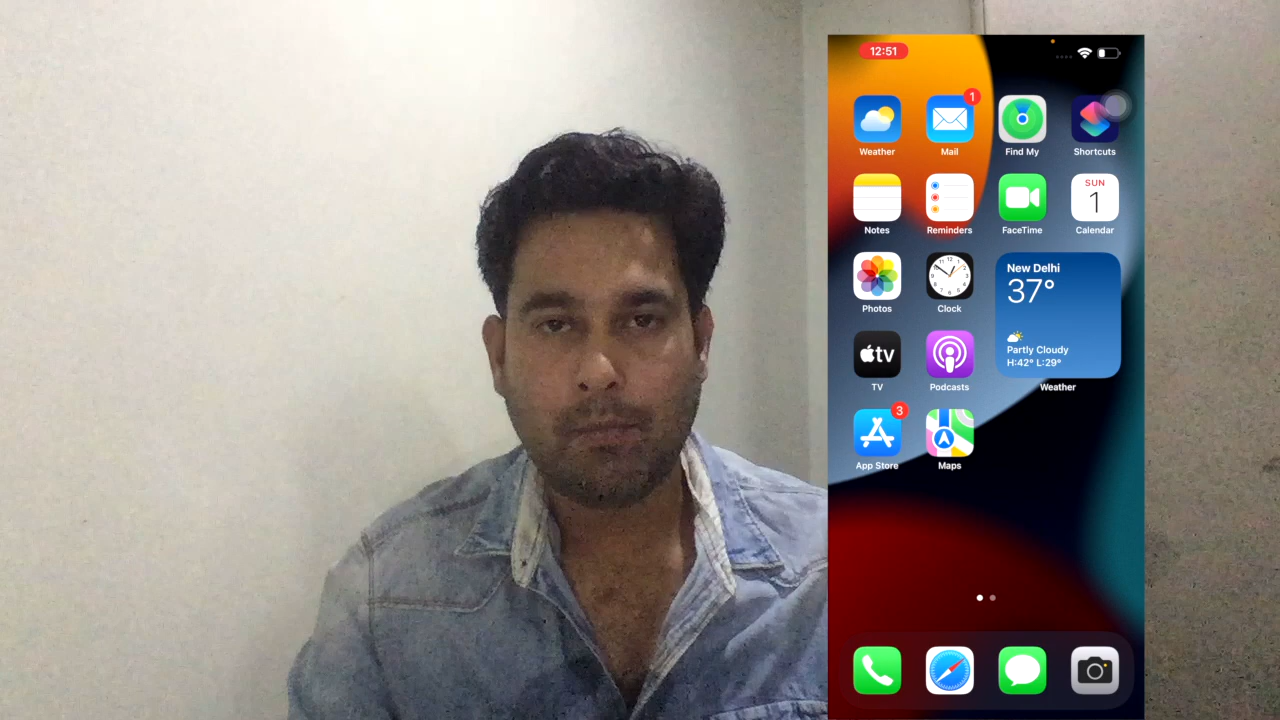 12:51
1
Weather Mail Find My Shortcuts
SUN
1
Notes Reminders FaceTime Calendar
New Delhi
37°
Photos Clock
Partly Cloudy
H:42° L:29°
tv
TV Podcasts Weather
3
App Store Maps